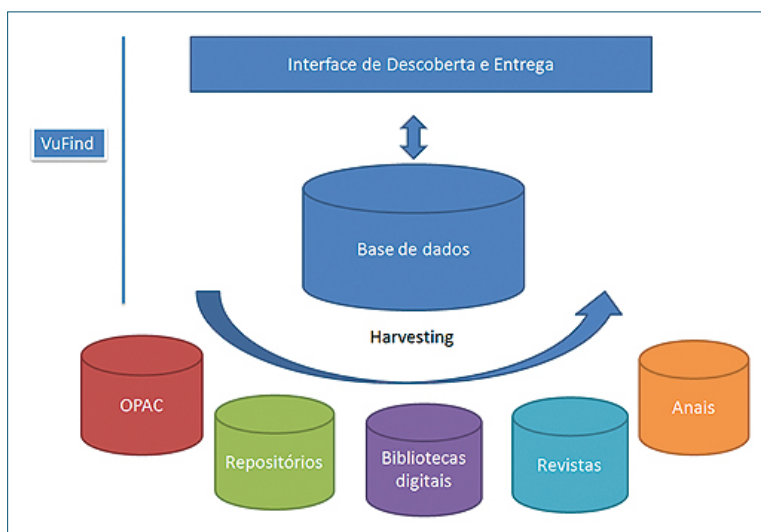 Interface de Descoberta e Entrega
VuFind
Base de dados
Harvesting
OPAC
Repositórios
Bibliotecas
digitais
Revistas
Anais